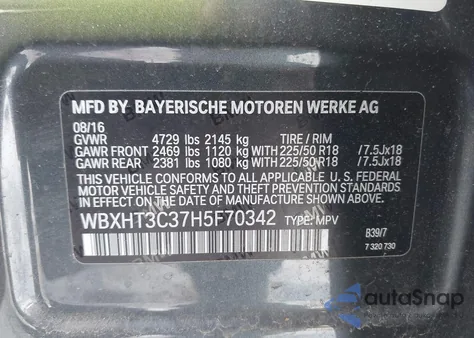 MFD BY BAYERISCHE MOTOREN WERKE AG
08/16
GVWR 4729 lbs 2145 kg TIRE / RIM
GAWR FRONT 2469 lbs 1120 kg WITH 225/50 R18 /7.5Jx18
GAWR REAR 2381 lbs 1080 kg WITH 225/50 R18 /7.5Jx18
THIS VEHICLE CONFORMS TO ALL APPLICABLE U.S. FEDERAL
MOTOR VEHICLE SAFETY, BUMPER, AND THEFT PREVENTION
STANDARDS IN EFFECT ON THE DATE OF MANUFACTURE SHOWN ABOVE.
WBXHT3C37H5F70342 TYPE: MPV
B39/7
7 320 730
autoSnap